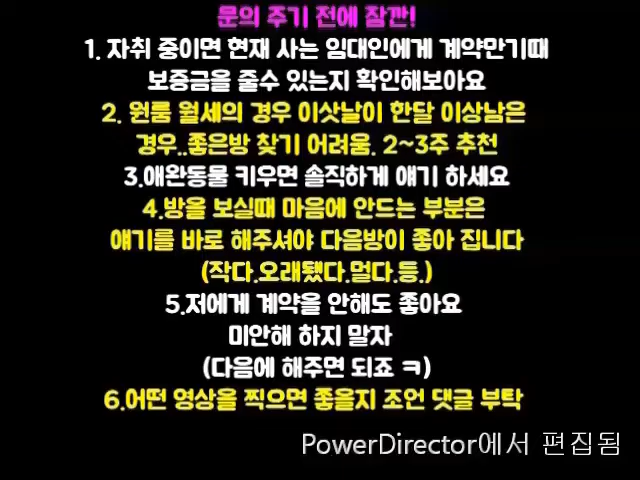 문의 주기 전에 잠깐!
1. 자취 중이면 현재 사는 임대인에게 계약만기때
보증금을 줄수 있는지 확인해보아요
2. 원룸 월세의 경우 이삿날이 한달 이상남은
경우..좋은방 찾기 어려움. 2~3주 추천
3.애완동물 키우면 솔직하게 얘기 하세요
4.방을 보실때 마음에 안드는 부분은
얘기를 바로 해주셔야 다음방이 좋아 집니다
(작다.오래됐다.멀다.등.)
5.저에게 계약을 안해도 좋아요
미안해 하지 말자
(다음에 해주면 되죠 ㅋ)
6.어떤 영상을 찍으면 좋을지 조언 댓글 부탁
PowerDirector에서 편집됨